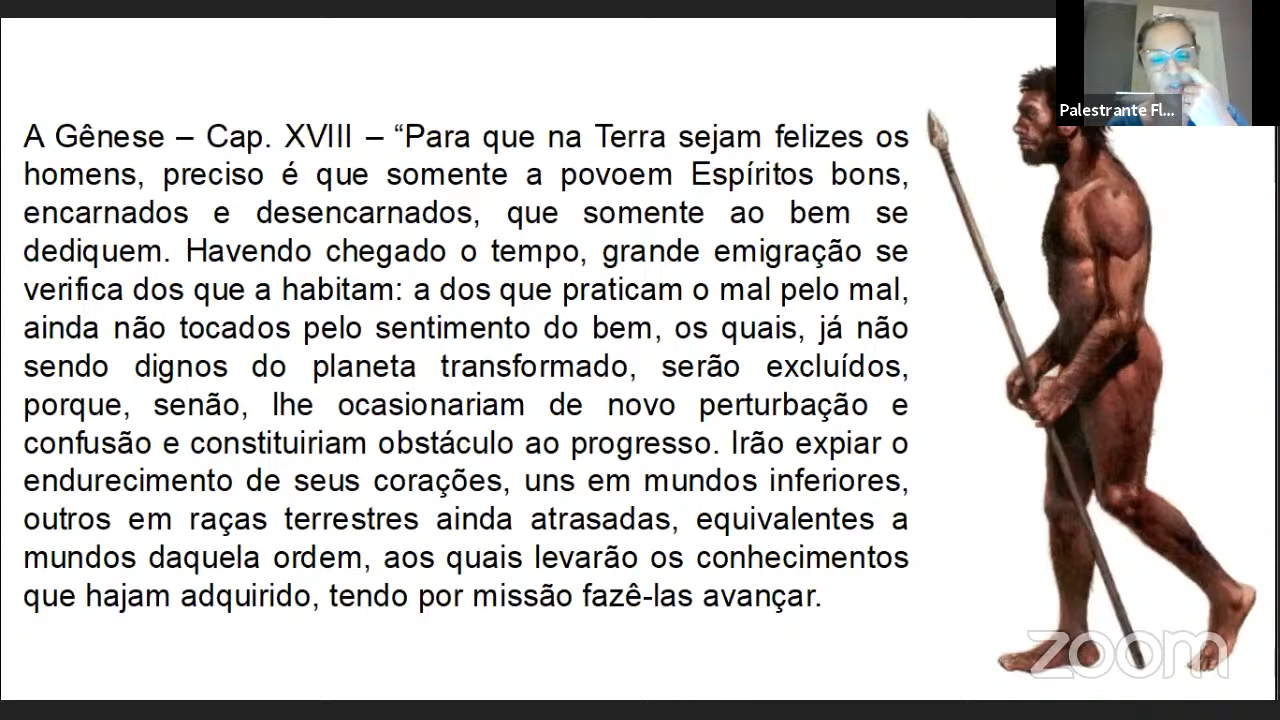 A Gênese – Cap. XVIII – “Para que na Terra sejam felizes os
homens, preciso é que somente a povoem Espíritos bons,
encarnados e desencarnados, que somente ao bem se
dediquem. Havendo chegado o tempo, grande emigração se
verifica dos que a habitam: a dos que praticam o mal pelo mal,
ainda não tocados pelo sentimento do bem, os quais, já não
sendo dignos do planeta transformado, serão excluídos,
porque, senão, lhe ocasionariam de novo perturbação e
confusão e constituiriam obstáculo ao progresso. Irão expiar o
endurecimento de seus corações, uns em mundos inferiores,
outros em raças terrestres ainda atrasadas, equivalentes a
mundos daquela ordem, aos quais levarão os conhecimentos
que hajam adquirido, tendo por missão fazê-las avançar.
Palestrante Fl...
zoom